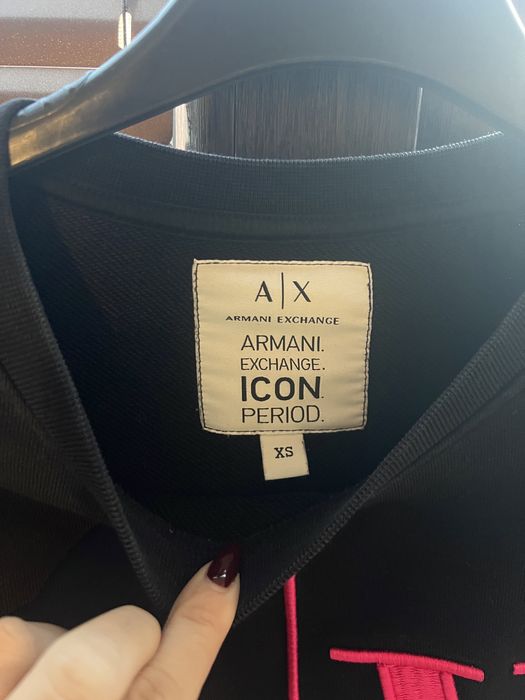 A|X
ARMANI EXCHANGE
ARMANI.
EXCHANGE.
ICON.
PERIOD.
XS